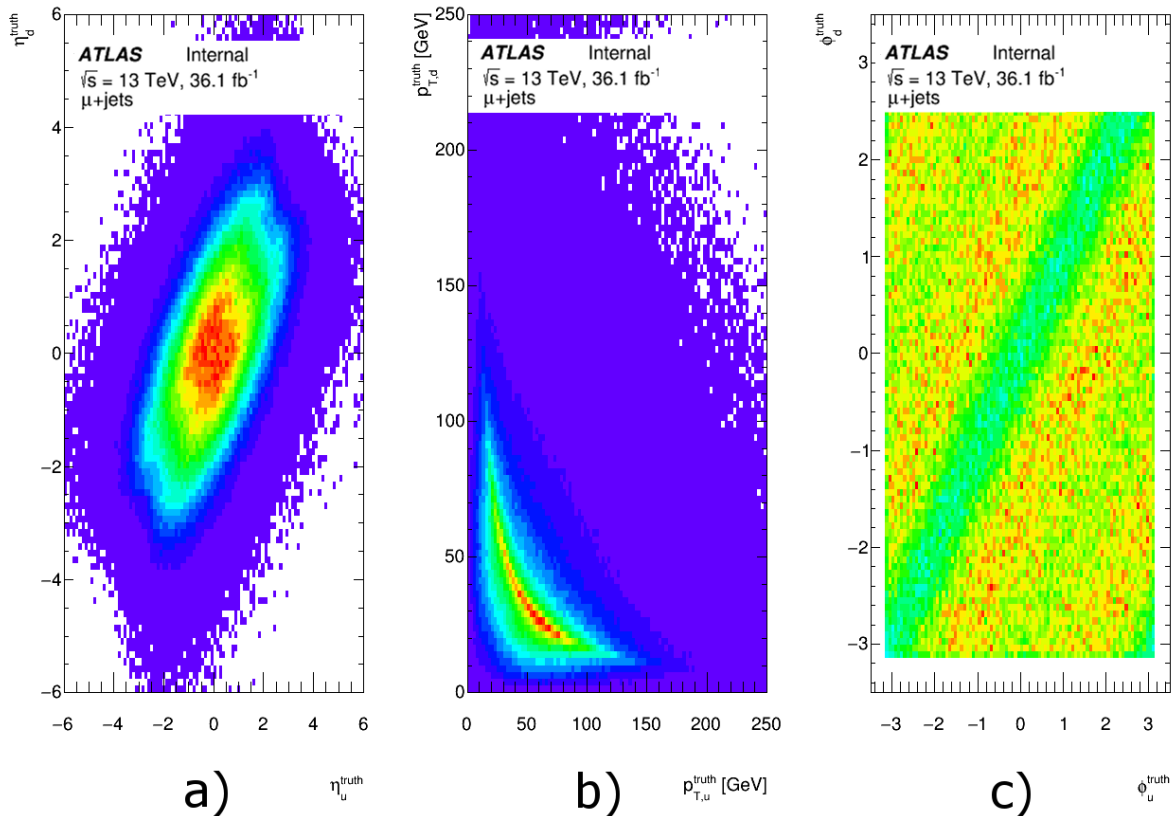 η_d^truth
6
ATLAS Internal
√s = 13 TeV, 36.1 fb⁻¹
μ+jets
4
2
0
−2
−4
−6
−6 −4 −2 0 2 4 6
η_u^truth
a)
p_T,d^truth [GeV]
250
ATLAS Internal
√s = 13 TeV, 36.1 fb⁻¹
μ+jets
200
150
100
50
0
0 50 100 150 200 250
p_T,u^truth [GeV]
b)
ϕ_d^truth
3
ATLAS Internal
√s = 13 TeV, 36.1 fb⁻¹
μ+jets
2
1
0
−1
−2
−3
−3 −2 −1 0 1 2 3
ϕ_u^truth
c)